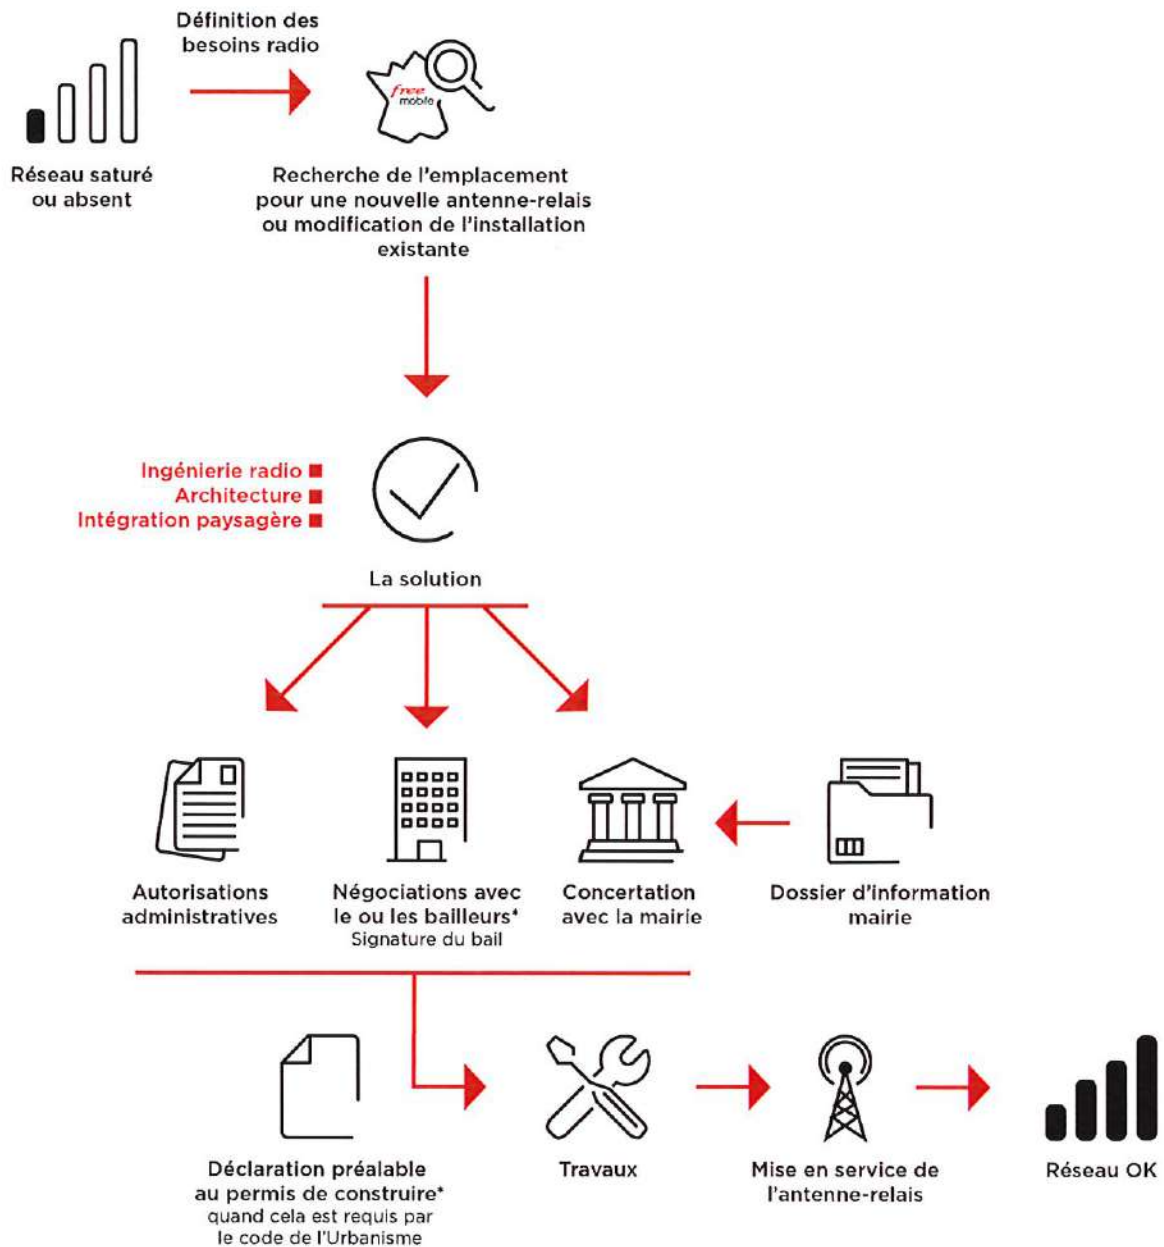 Définition des
besoins radio
free
mobile
Réseau saturé
ou absent
Recherche de l'emplacement
pour une nouvelle antenne-relais
ou modification de l'installation
existante
Ingénierie radio
Architecture
Intégration paysagère
La solution
Autorisations
administratives
Négociations avec
le ou les bailleurs*
Signature du bail
Concertation
avec la mairie
Dossier d'information
mairie
Déclaration préalable
au permis de construire*
quand cela est requis par
le code de l'Urbanisme
Travaux
Mise en service de
l'antenne-relais
Réseau OK